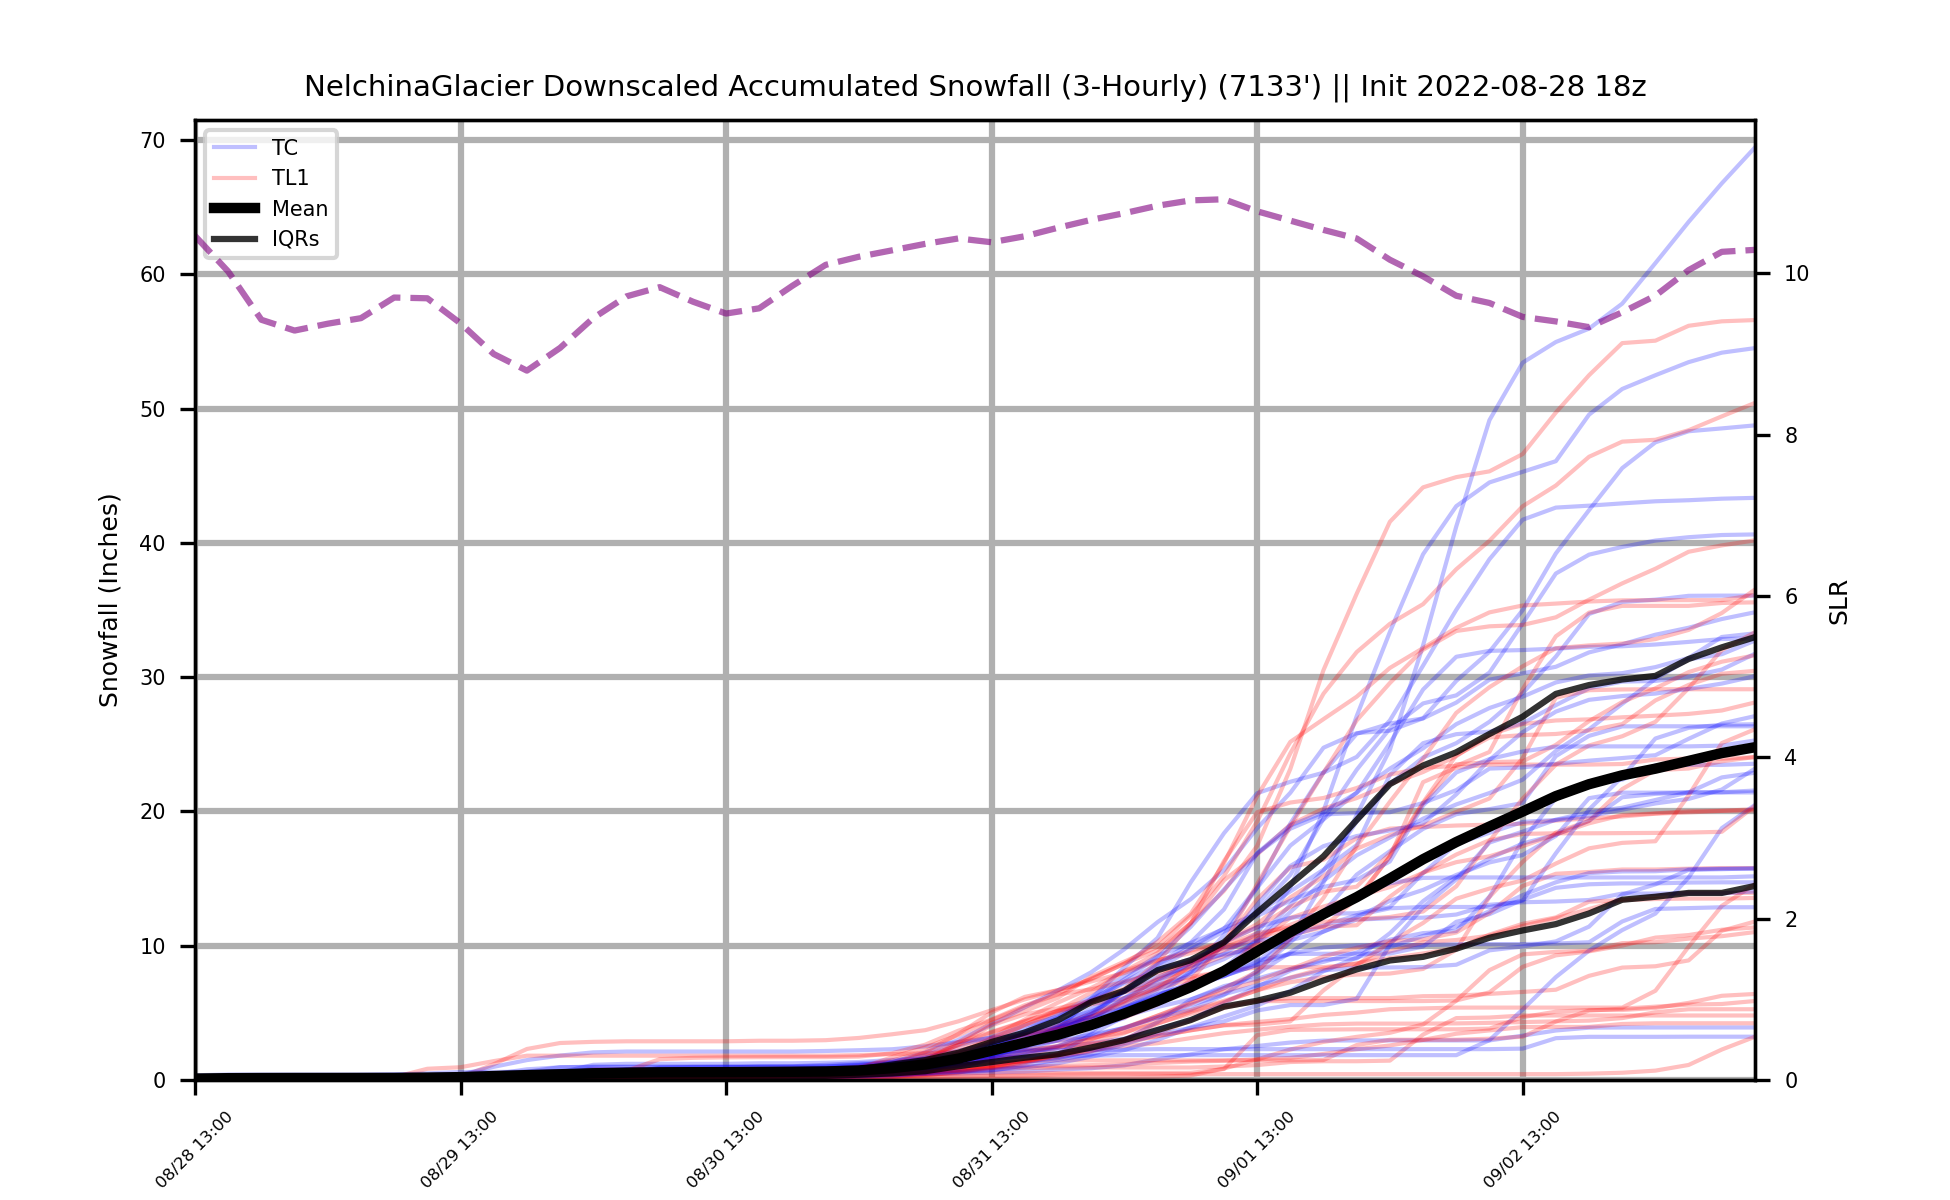 NelchinaGlacier Downscaled Accumulated Snowfall (3-Hourly) (7133') || Init 2022-08-28 18z
TC
TL1
Mean
IQRs
70
60
50
40
30
20
10
0
Snowfall (Inches)
10
8
6
4
2
0
SLR
08/28 13:00
08/29 13:00
08/30 13:00
08/31 13:00
09/01 13:00
09/02 13:00